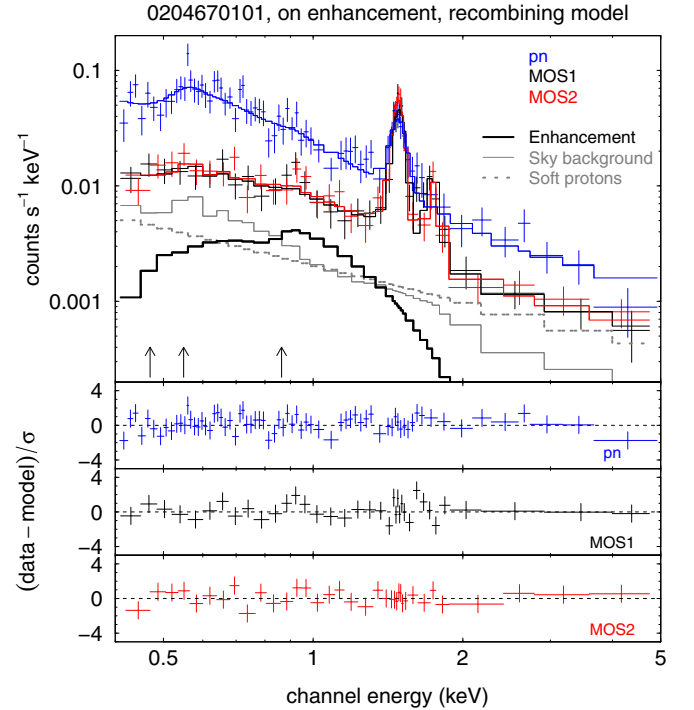 0204670101, on enhancement, recombining model
pn
MOS1
MOS2
Enhancement
Sky background
Soft protons
counts s⁻¹ keV⁻¹
0.1
0.01
0.001
(data−model)/σ
4
0
−4
pn
4
0
−4
MOS1
4
0
−4
MOS2
0.5 1 2 5
channel energy (keV)